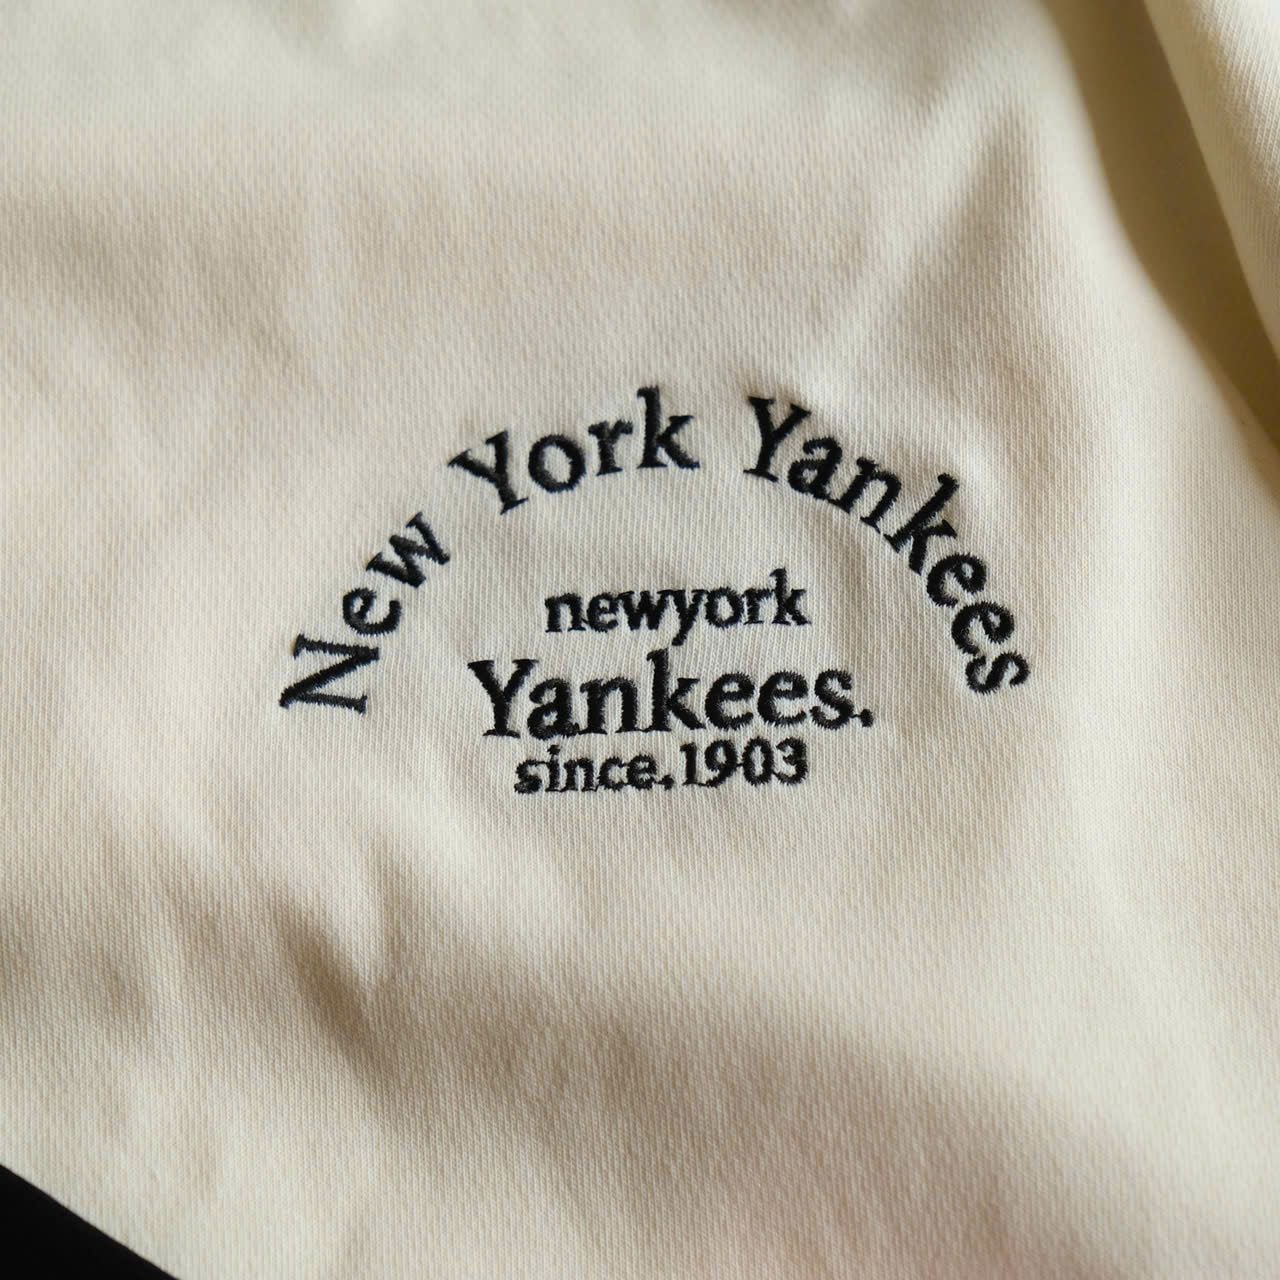 New York Yankees
newyork
Yankees.
since.1903